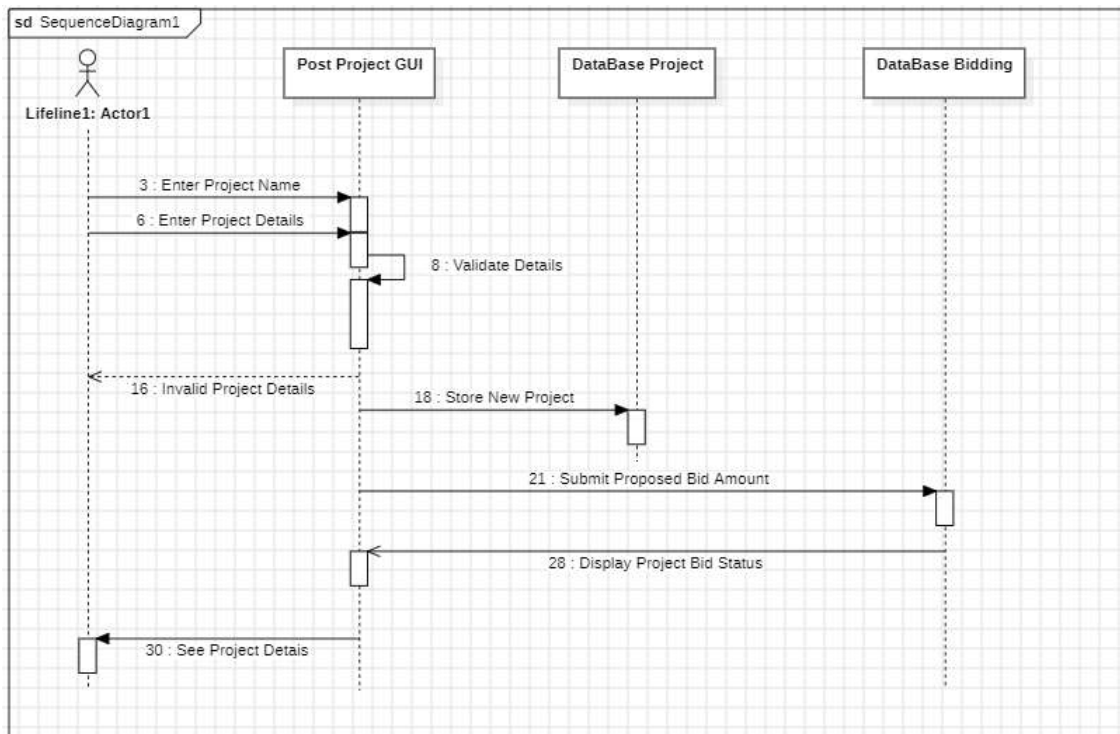 sd SequenceDiagram1
Lifeline1: Actor1
Post Project GUI
DataBase Project
DataBase Bidding
3 : Enter Project Name
6 : Enter Project Details
8 : Validate Details
16 : Invalid Project Details
18 : Store New Project
21 : Submit Proposed Bid Amount
28 : Display Project Bid Status
30 : See Project Detais